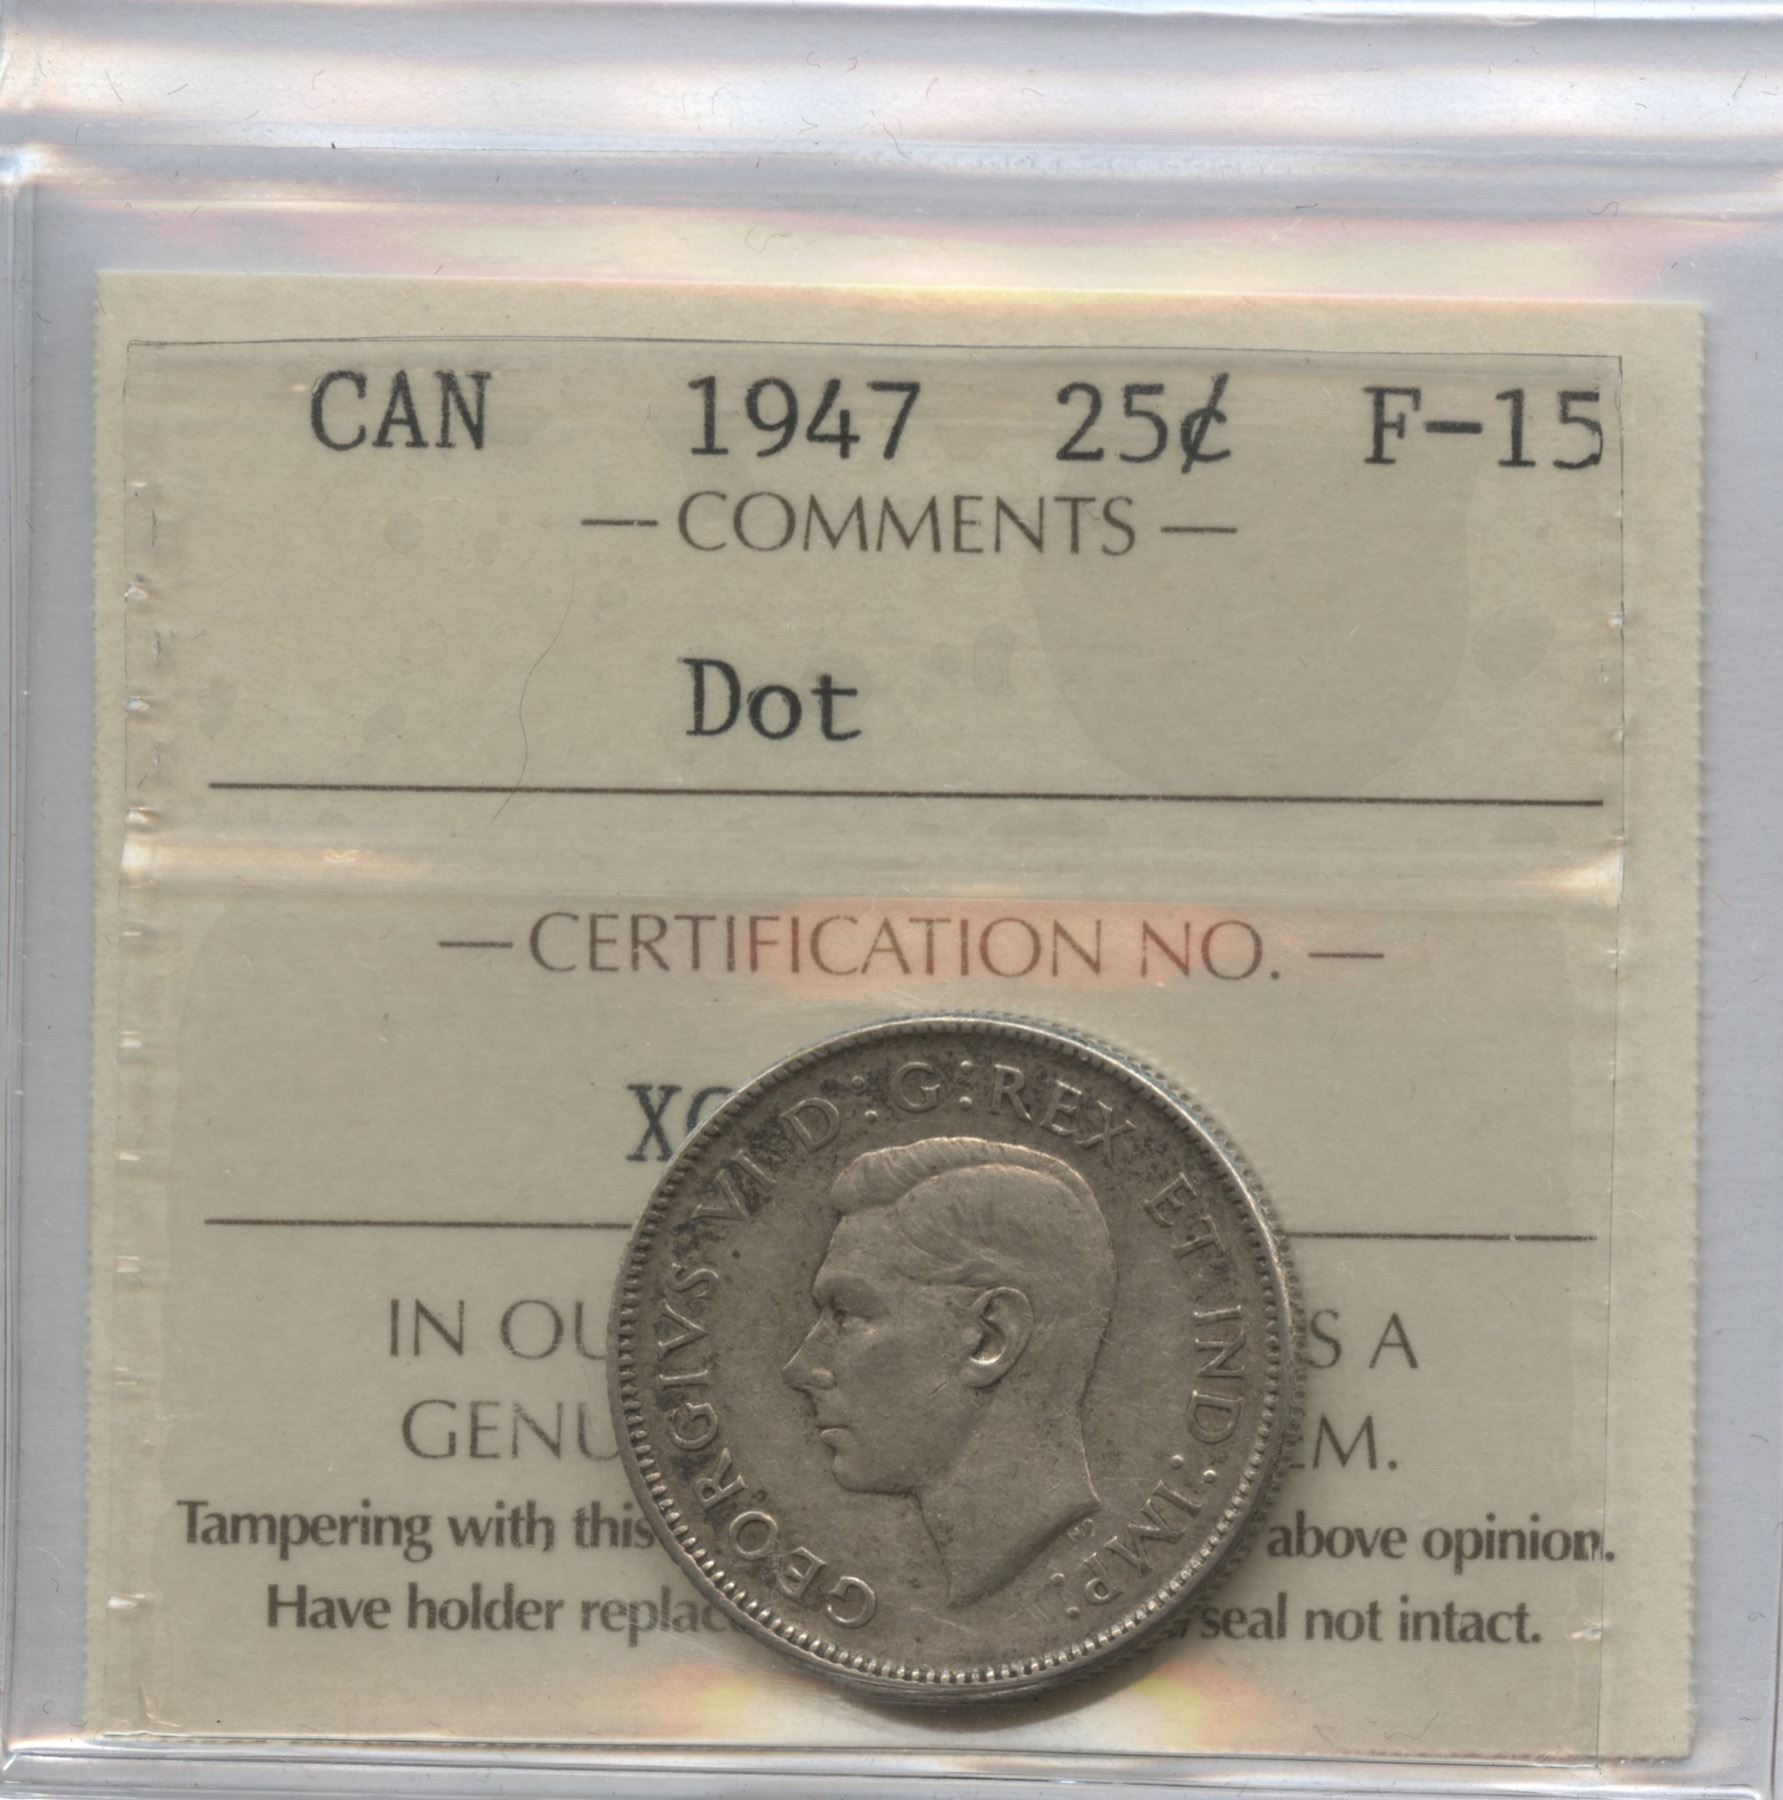 CAN 1947 25¢ F-15
— COMMENTS —
Dot
— CERTIFICATION NO. —
GEORGIVS VI D:G:REX ET IND:IMP:
IN OU S A
GENU EM.
Tampering with this above opinion.
Have holder replac seal not intact.